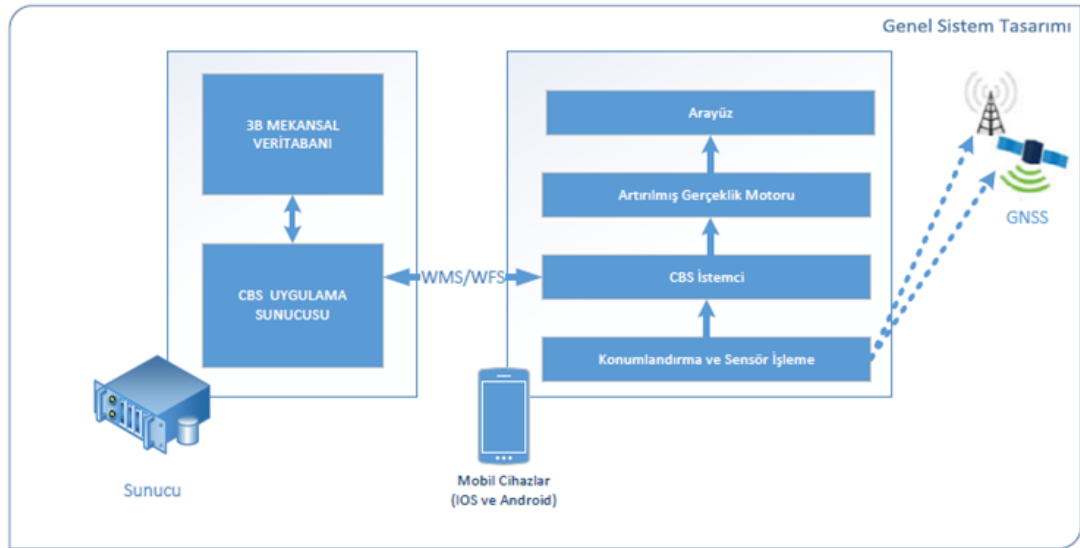 Genel Sistem Tasarımı
3B MEKANSAL
VERİTABANI
CBS UYGULAMA
SUNUCUSU
WMS/WFS
Arayüz
Artırılmış Gerçeklik Motoru
CBS İstemci
Konumlandırma ve Sensör İşleme
GNSS
Sunucu
Mobil Cihazlar
(IOS ve Android)